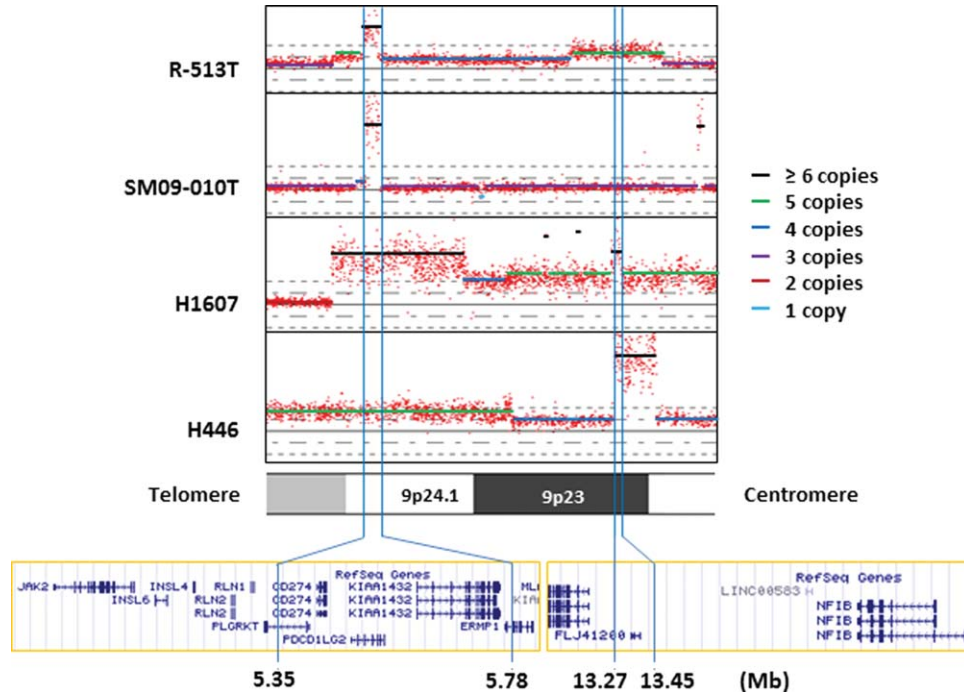 R-513T
SM09-010T
H1607
H446
≥ 6 copies
5 copies
4 copies
3 copies
2 copies
1 copy
Telomere 9p24.1 9p23 Centromere
RefSeq Genes
JAK2 INSL4 RLN1 CD274 KIAA1432
INSL6 RLN2 CD274 KIAA1432
RLN2 CD274 KIAA1432
PLGRKT ERMP1
PDCD1LG2
RefSeq Genes
LINC00583
NFIB
NFIB
FLJ41200 NFIB
5.35 5.78 13.27 13.45 (Mb)